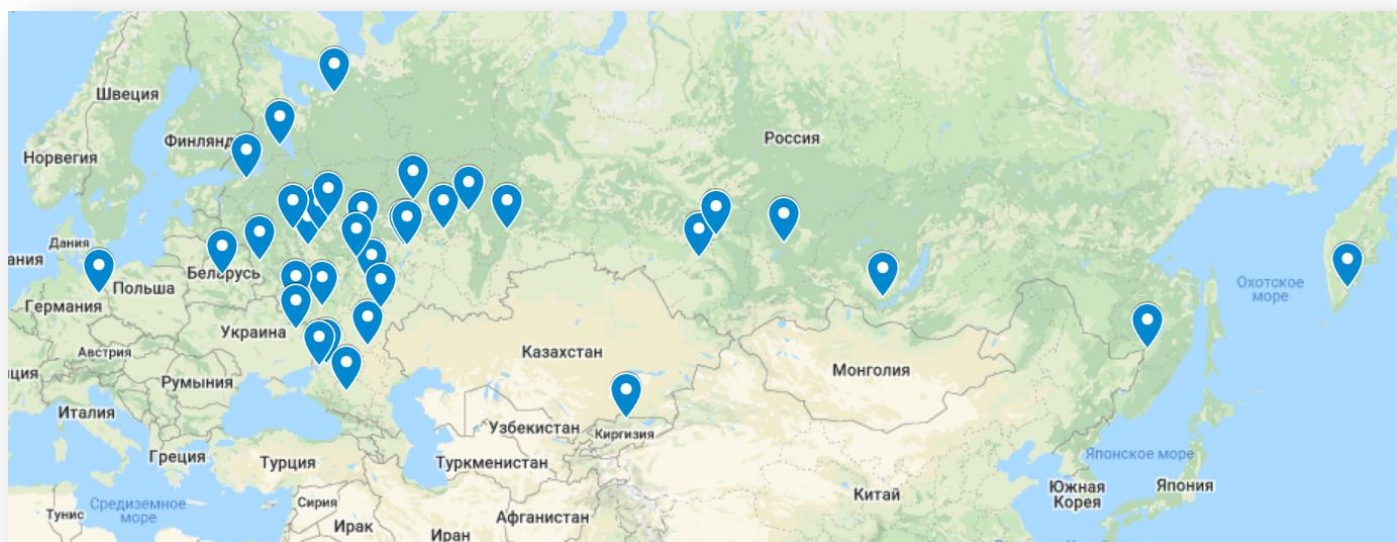 Швеция
Финлянд
Норвегия
Россия
Дания
ания
Беларусь
Польша
Германия
Охотское
море
Украина
Австрия
Казахстан
ция
Румыния
Монголия
Италия
Узбекистан
Киргизия
Греция
Турция
Туркменистан
Японское море
Южная
Корея
Япония
Китай
Средиземное
море
Сирия
Тунис
Афганистан
Ирак
Иран